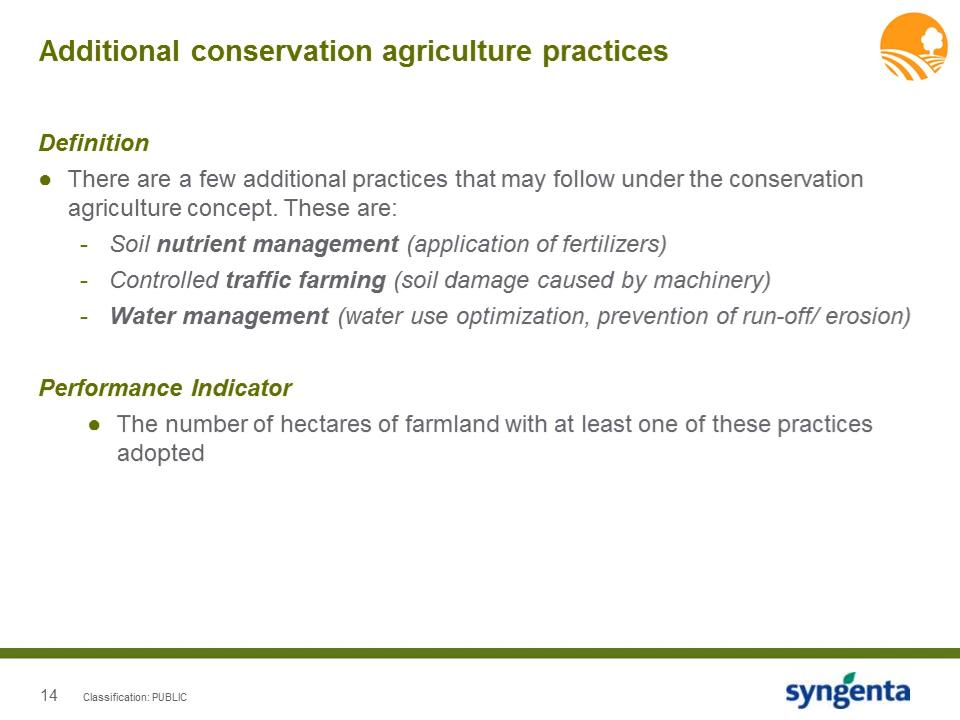 Additional conservation agriculture practices
Definition
● There are a few additional practices that may follow under the conservation
agriculture concept. These are:
- Soil nutrient management (application of fertilizers)
- Controlled traffic farming (soil damage caused by machinery)
- Water management (water use optimization, prevention of run-off/ erosion)
Performance Indicator
● The number of hectares of farmland with at least one of these practices
adopted
14 Classification: PUBLIC
syngenta